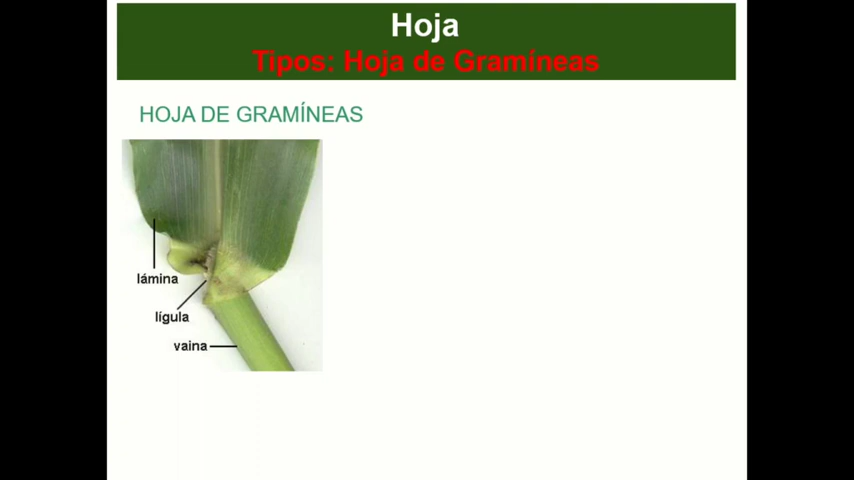 Hoja
Tipos: Hoja de Gramíneas
HOJA DE GRAMÍNEAS
lámina
lígula
vaina